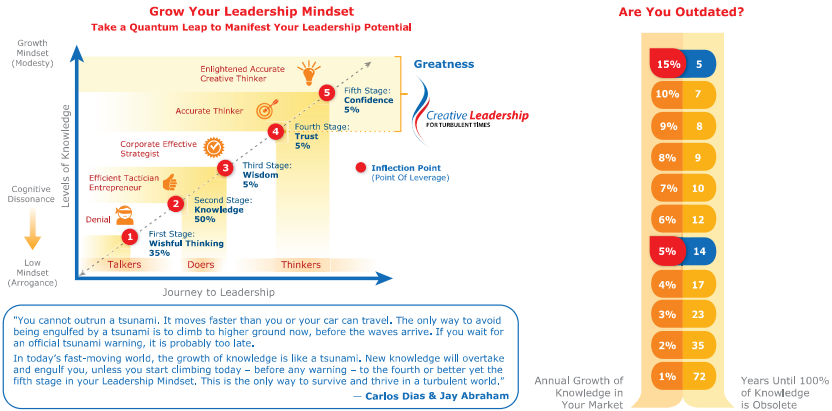 Grow Your Leadership Mindset
Take a Quantum Leap to Manifest Your Leadership Potential
Growth
Mindset
(Modesty)
Cognitive
Dissonance
Low
Mindset
(Arrogance)
Levels of Knowledge
Enlightened Accurate
Creative Thinker
5
Fifth Stage:
Confidence
5%
Accurate Thinker
4
Fourth Stage:
Trust
5%
Corporate Effective
Strategist
3
Third Stage:
Wisdom
5%
Efficient Tactician
Entrepreneur
2
Second Stage:
Knowledge
50%
Denial
1
First Stage:
Wishful Thinking
35%
Talkers
Doers
Thinkers
Journey to Leadership
Greatness
Creative Leadership
FOR TURBULENT TIMES
Inflection Point
(Point Of Leverage)
"You cannot outrun a tsunami. It moves faster than you or your car can travel. The only way to avoid
being engulfed by a tsunami is to climb to higher ground now, before the waves arrive. If you wait for
an official tsunami warning, it is probably too late.
In today's fast-moving world, the growth of knowledge is like a tsunami. New knowledge will overtake
and engulf you, unless you start climbing today – before any warning – to the fourth or better yet the
fifth stage in your Leadership Mindset. This is the only way to survive and thrive in a turbulent world."
— Carlos Dias & Jay Abraham
Are You Outdated?
15% 5
10% 7
9% 8
8% 9
7% 10
6% 12
5% 14
4% 17
3% 23
2% 35
1% 72
Annual Growth of
Knowledge in
Your Market
Years Until 100%
of Knowledge
is Obsolete